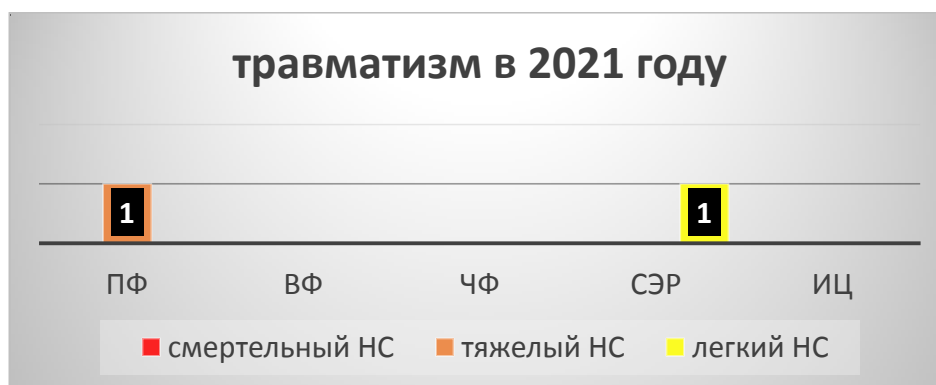 травматизм в 2021 году
1 1
ПФ ВФ ЧФ СЭР ИЦ
смертельный НС тяжелый НС легкий НС